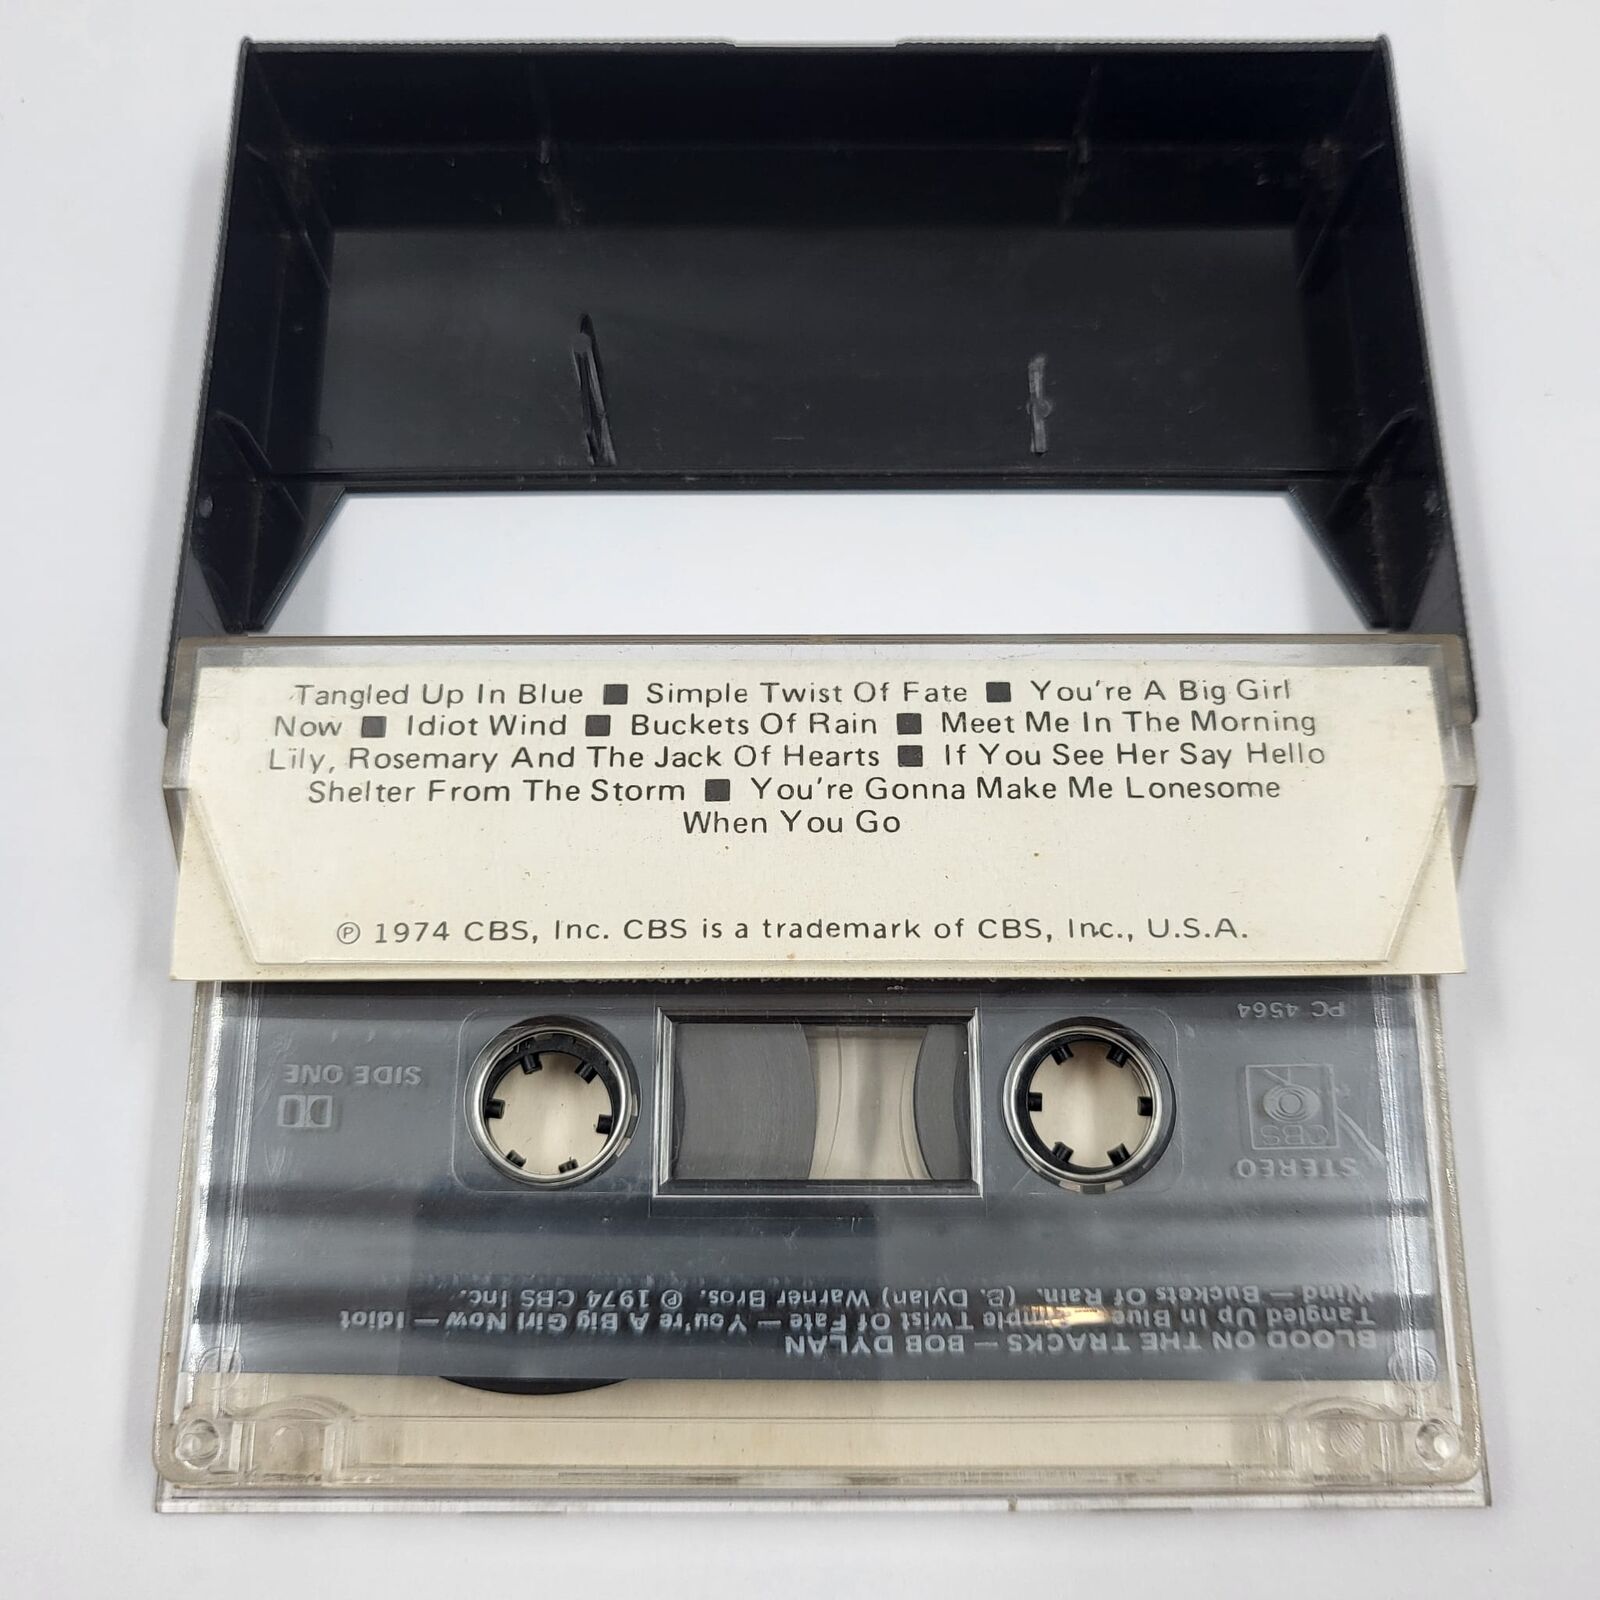 Tangled Up In Blue ■ Simple Twist Of Fate ■ You're A Big Girl
Now ■ Idiot Wind ■ Buckets Of Rain ■ Meet Me In The Morning
Lily, Rosemary And The Jack Of Hearts ■ If You See Her Say Hello
Shelter From The Storm ■ You're Gonna Make Me Lonesome
When You Go
℗ 1974 CBS, Inc. CBS is a trademark of CBS, Inc., U.S.A.
BLOOD ON THE TRACKS — BOB DYLAN
Tangled Up In Blue — Simple Twist Of Fate — You're A Big Girl Now — Idiot
Wind — Buckets Of Rain. (B. Dylan) Warner Bros. ℗ 1974 CBS Inc.
STEREO
CBS
SIDE ONE
PC 4564